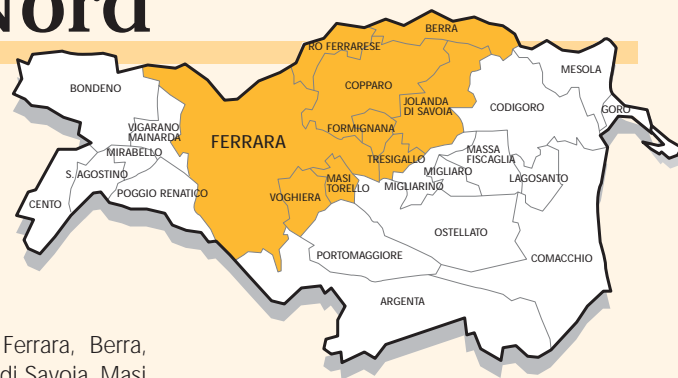 Nord
BERRA
RO FERRARESE
MESOLA
COPPARO
BONDENO
JOLANDA
DI SAVOIA
CODIGORO
GORO
VIGARANO
MAINARDA
FORMIGNANA
FERRARA
MIRABELLO
TRESIGALLO
MASSA
FISCAGLIA
S. AGOSTINO
MIGLIARO
LAGOSANTO
MASI
TORELLO
MIGLIARINO
POGGIO RENATICO
VOGHIERA
CENTO
OSTELLATO
PORTOMAGGIORE
COMACCHIO
ARGENTA
Ferrara, Berra,
di Savoia, Masi